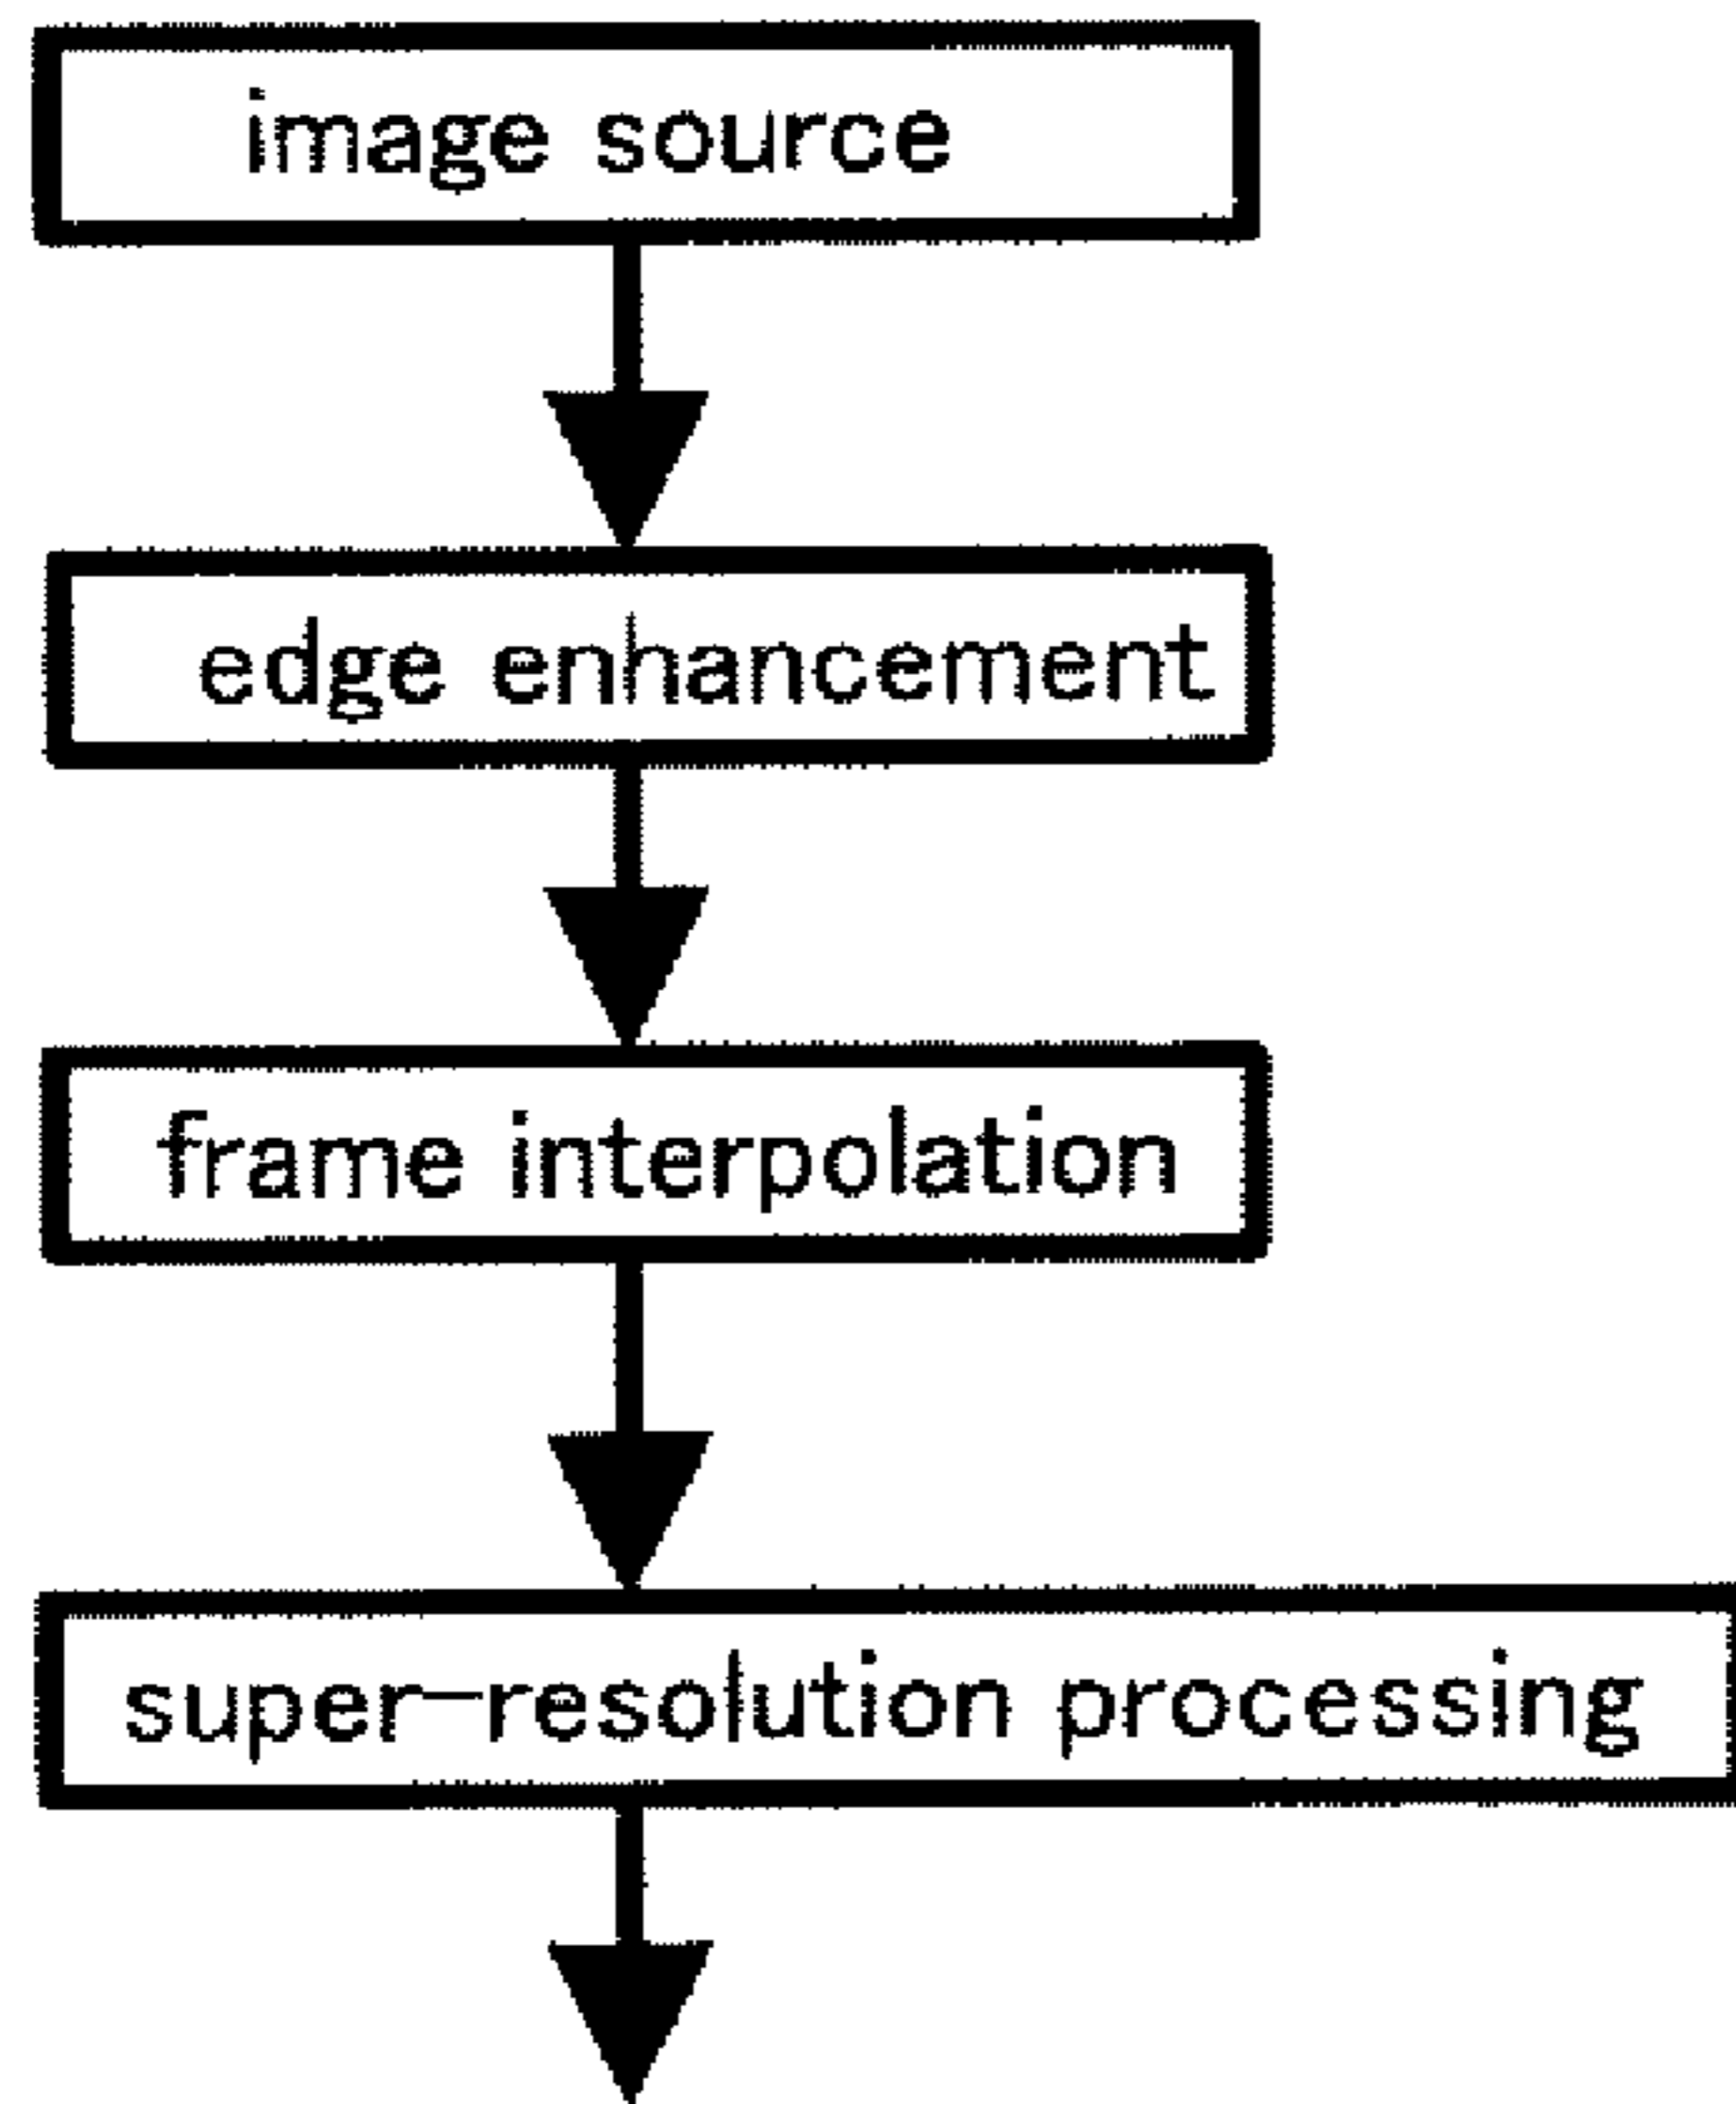 image source
edge enhancement
frame interpolation
super-resolution processing